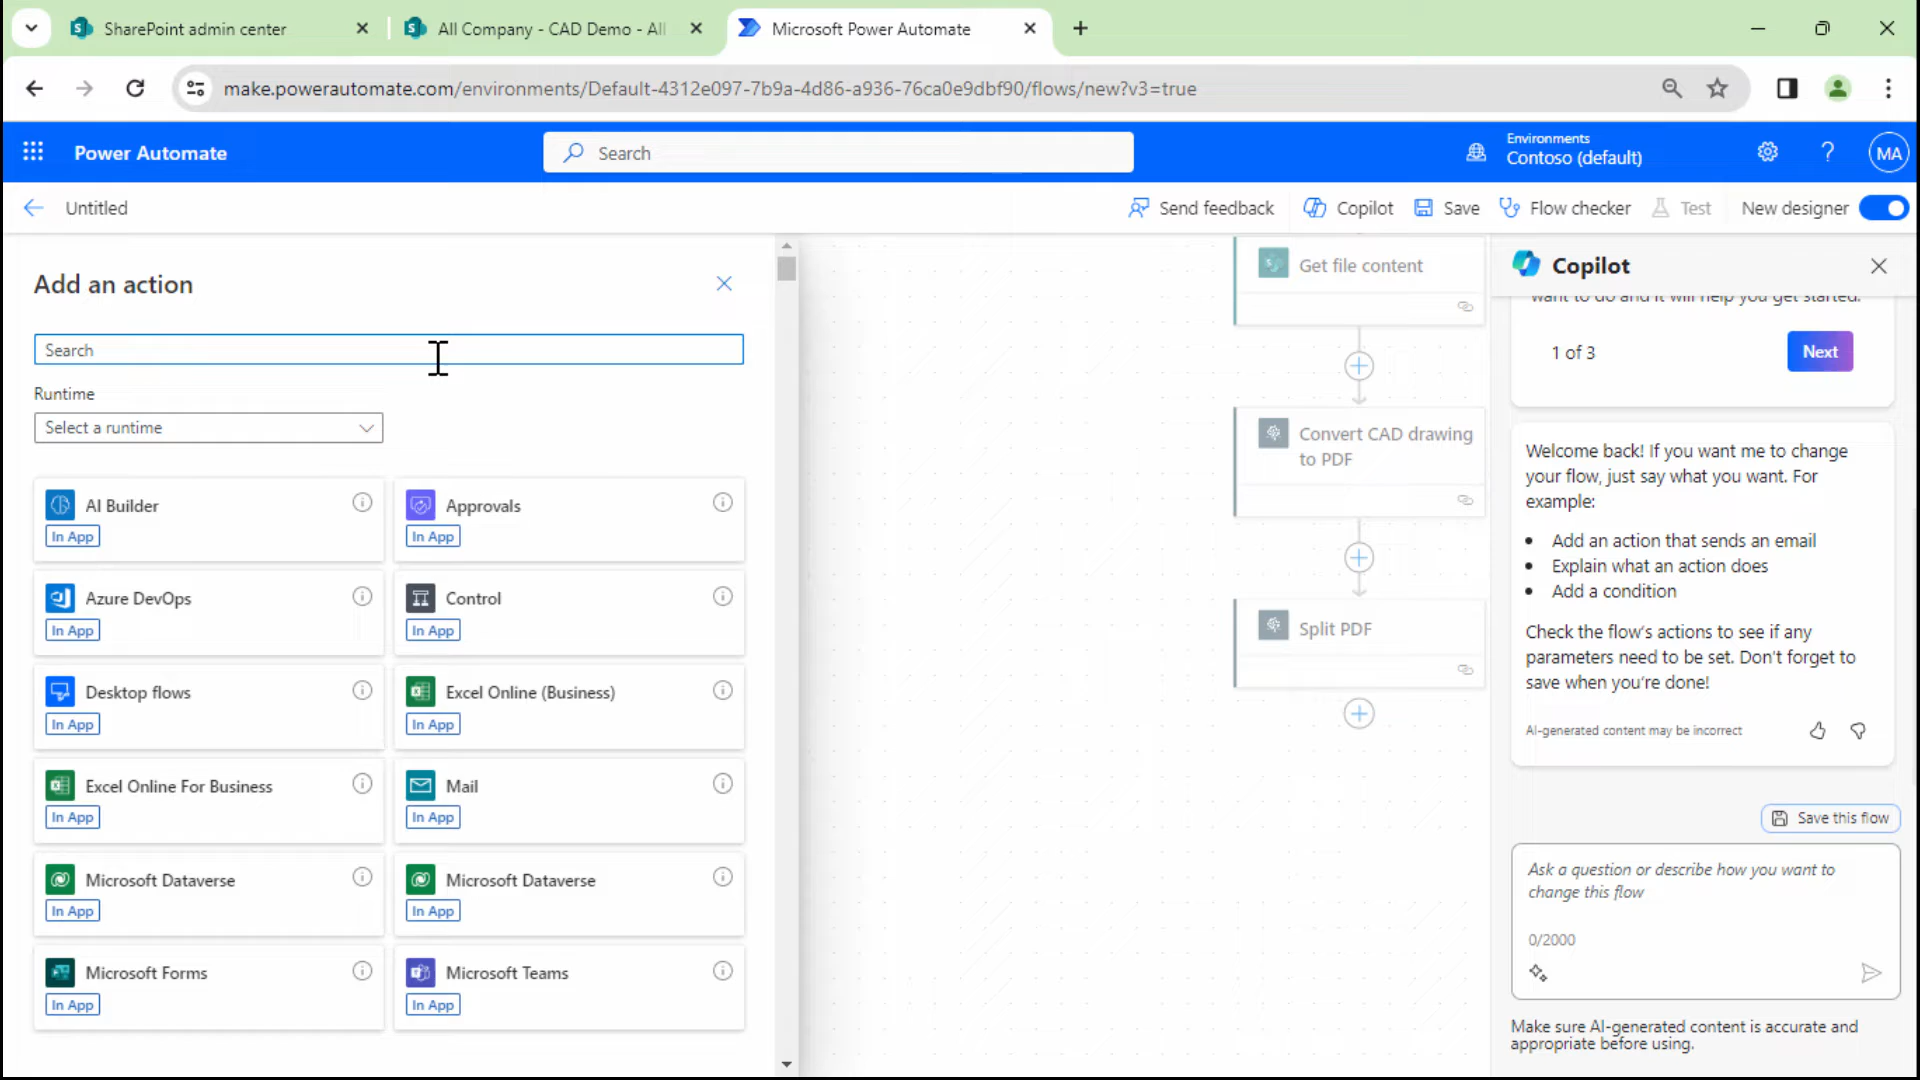 SharePoint admin center
All Company - CAD Demo - All
Microsoft Power Automate
make.powerautomate.com/environments/Default-4312e097-7b9a-4d86-a936-76ca0e9dbf90/flows/new?v3=true
Power Automate
Search
Environments
Contoso (default)
MA
Untitled
Send feedback
Copilot
Save
Flow checker
Test
New designer
Add an action
Search
Runtime
Select a runtime
AI Builder
In App
Approvals
In App
Azure DevOps
In App
Control
In App
Desktop flows
In App
Excel Online (Business)
In App
Excel Online For Business
In App
Mail
In App
Microsoft Dataverse
In App
Microsoft Dataverse
In App
Microsoft Forms
In App
Microsoft Teams
In App
Get file content
Convert CAD drawing
to PDF
Split PDF
Copilot
want to do and it will help you get started.
1 of 3
Next
Welcome back! If you want me to change
your flow, just say what you want. For
example:
• Add an action that sends an email
• Explain what an action does
• Add a condition
Check the flow's actions to see if any
parameters need to be set. Don't forget to
save when you're done!
AI-generated content may be incorrect
Save this flow
Ask a question or describe how you want to
change this flow
0/2000
Make sure AI-generated content is accurate and
appropriate before using.